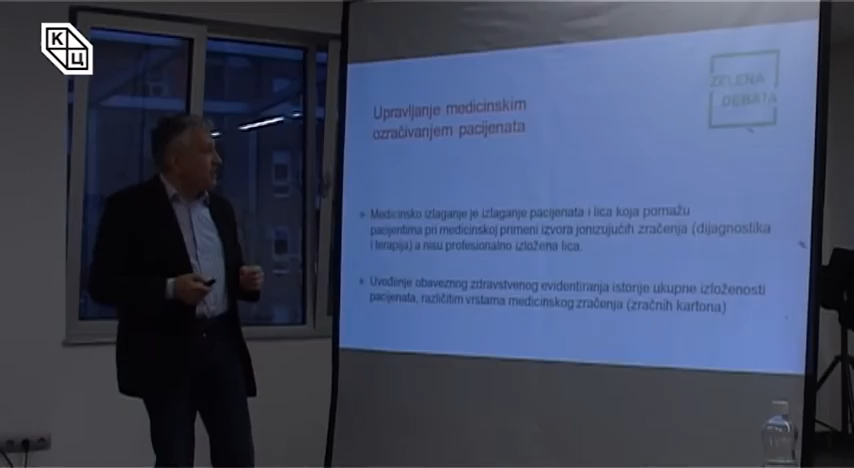 К
Ц
ZELENA
DEBATA
Upravljanje medicinskim
ozračivanjem pacijenata
Medicinsko izlaganje je izlaganje pacijenata i lica koja pomažu
pacijentima pri medicinskoj primeni izvora jonizujućih zračenja (dijagnostika
i terapija) a nisu profesionalno izložena lica.
Uvođenje obaveznog zdravstvenog evidentiranja istorije ukupne izloženosti
pacijenata, različitim vrstama medicinskog zračenja (zračnih kartona)